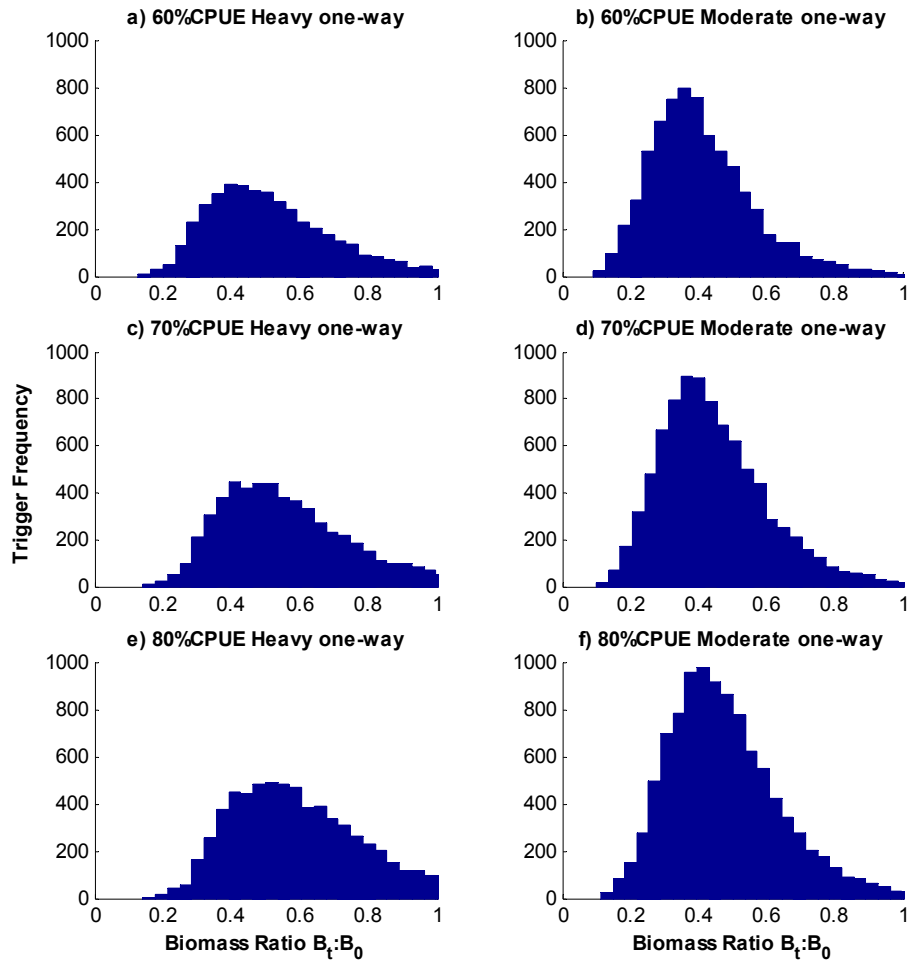 a) 60%CPUE Heavy one-way
1000
800
600
400
200
0
0 0.2 0.4 0.6 0.8 1
b) 60%CPUE Moderate one-way
1000
800
600
400
200
0
0 0.2 0.4 0.6 0.8 1
c) 70%CPUE Heavy one-way
Trigger Frequency
1000
800
600
400
200
0
0 0.2 0.4 0.6 0.8 1
d) 70%CPUE Moderate one-way
1000
800
600
400
200
0
0 0.2 0.4 0.6 0.8 1
e) 80%CPUE Heavy one-way
1000
800
600
400
200
0
0 0.2 0.4 0.6 0.8 1
Biomass Ratio Bt:B0
f) 80%CPUE Moderate one-way
1000
800
600
400
200
0
0 0.2 0.4 0.6 0.8 1
Biomass Ratio Bt:B0